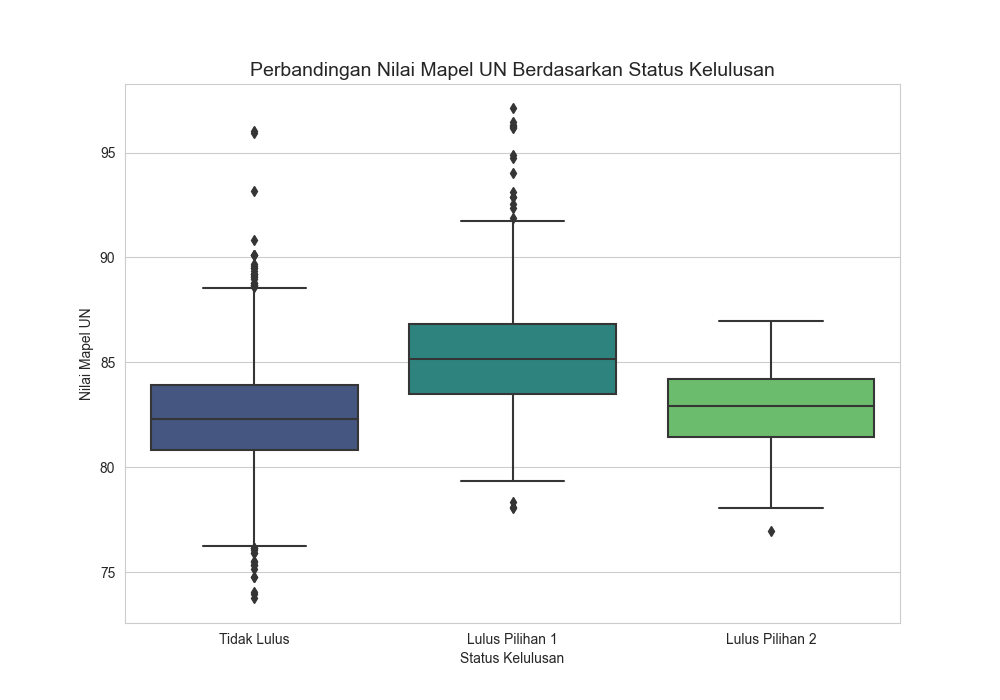 Perbandingan Nilai Mapel UN Berdasarkan Status Kelulusan
Nilai Mapel UN
95
90
85
80
75
Tidak Lulus
Lulus Pilihan 1
Lulus Pilihan 2
Status Kelulusan